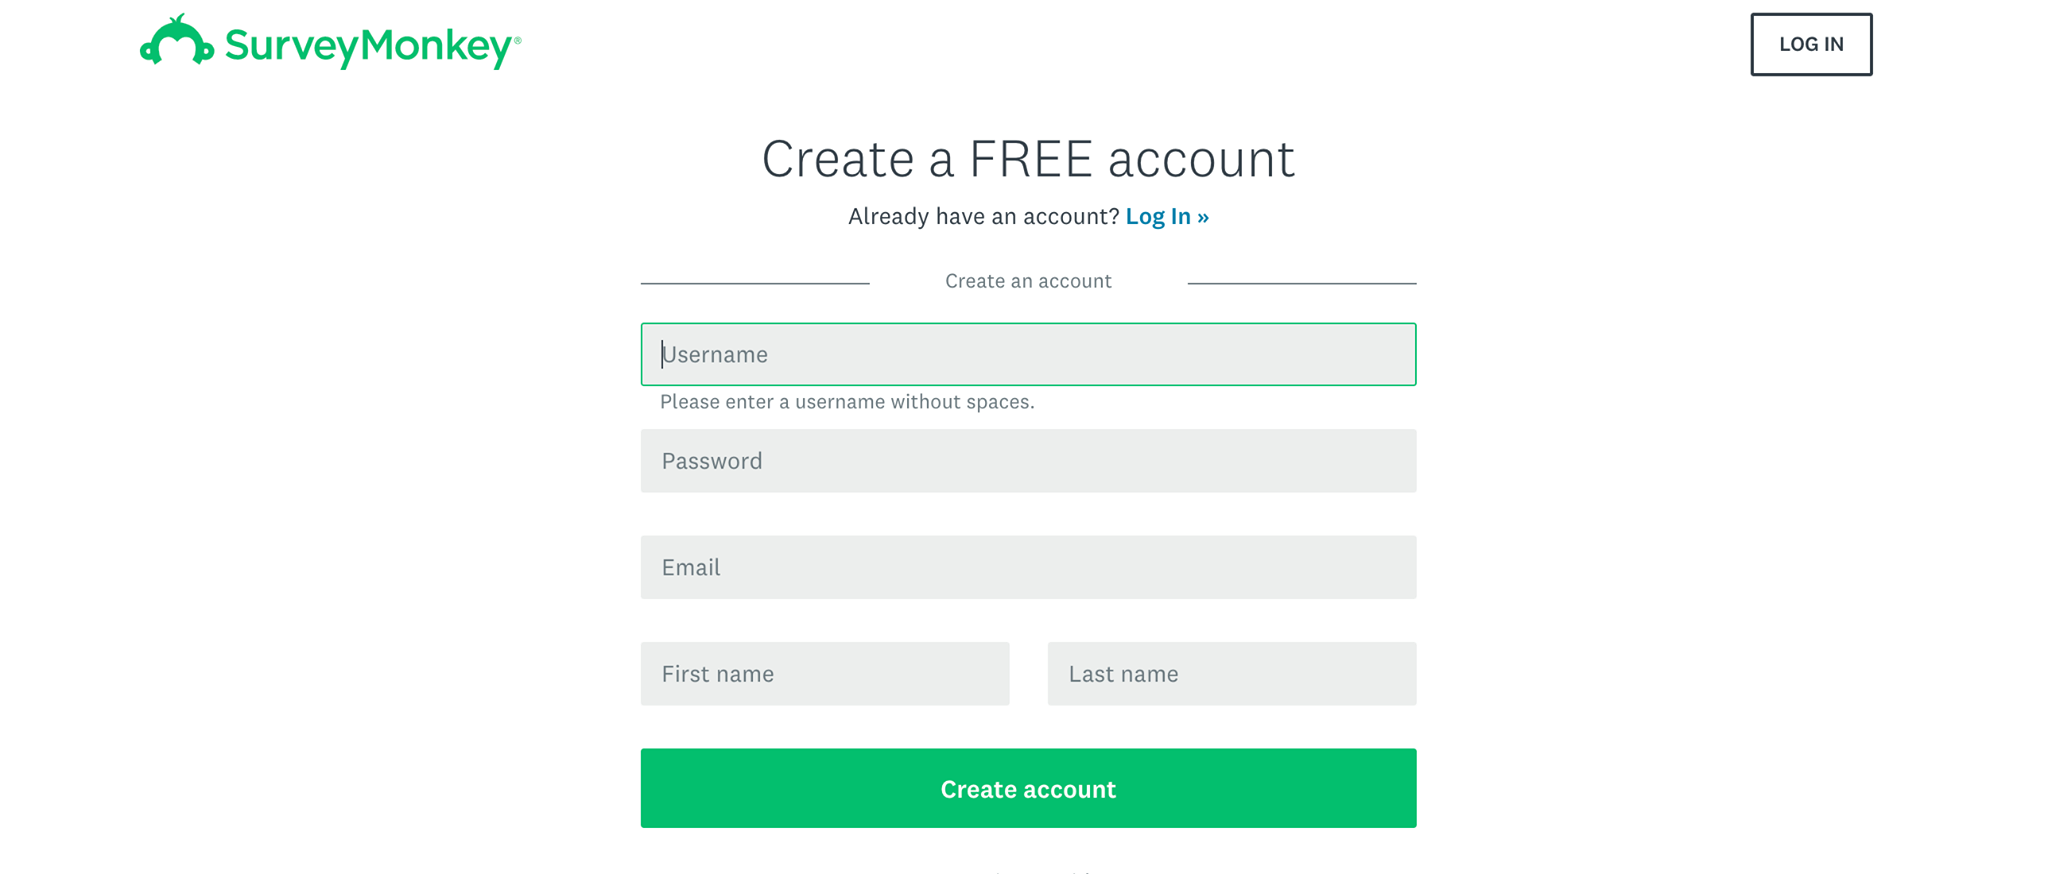 SurveyMonkey®
LOG IN
Create a FREE account
Already have an account? Log In »
Create an account
Username
Please enter a username without spaces.
Password
Email
First name
Last name
Create account